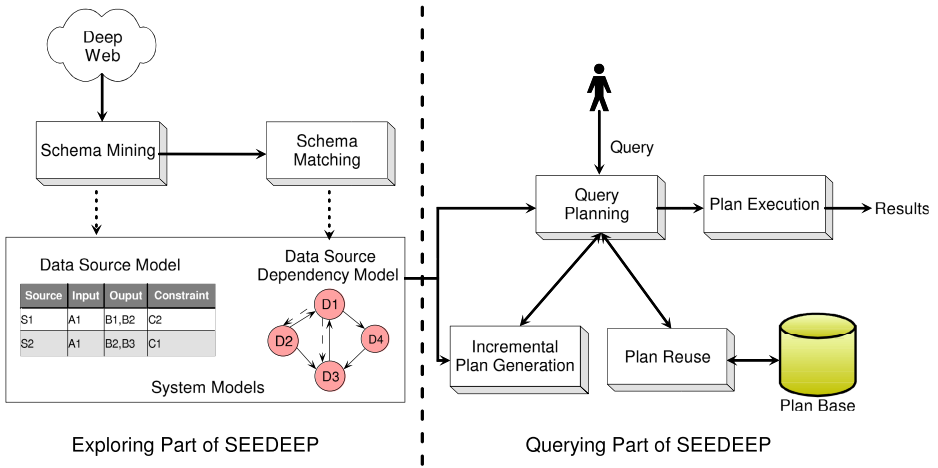 Deep
Web
Schema Mining
Schema
Matching
Data Source Model
Source Input Ouput Constraint
S1 A1 B1,B2 C2
S2 A1 B2,B3 C1
Data Source
Dependency Model
D1
D2
D4
D3
System Models
Exploring Part of SEEDEEP
Query
Query
Planning
Plan Execution
Results
Incremental
Plan Generation
Plan Reuse
Plan Base
Querying Part of SEEDEEP